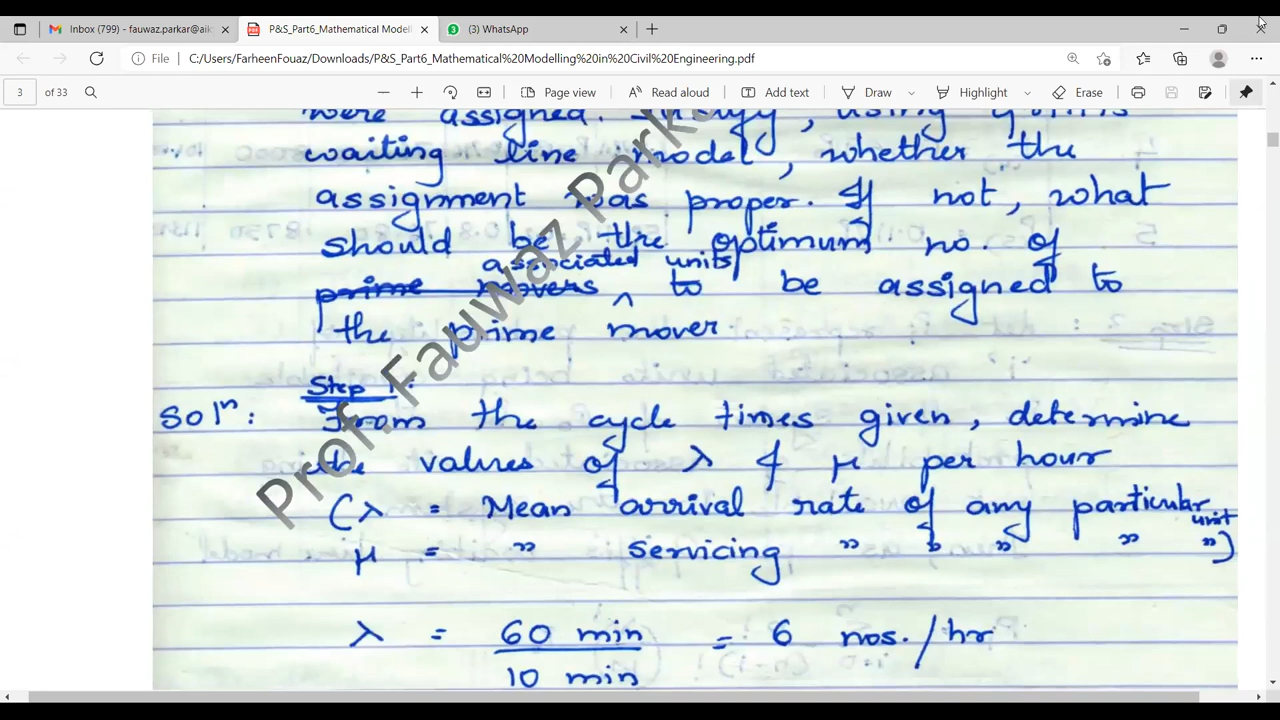 Inbox (799) - fauwaz.parkar@aik
P&S_Part6_Mathematical Modell
(3) WhatsApp
File
C:/Users/FarheenFouaz/Downloads/P&S_Part6_Mathematical%20Modelling%20in%20Civil%20Engineering.pdf
3 of 33
Page view
Read aloud
Add text
Draw
Highlight
Erase
were assigned. using
waiting line model, whether the
assignment was proper. If not, what
should be the optimum no. of
associated units
prime movers ^ to be assigned to
the prime mover
Step 1:
Soln: From the cycle times given, determine
the values of λ & μ per hour
(λ = Mean arrival rate of any particular unit
μ = " servicing " " " " ")
λ = 60 min = 6 nos./hr
10 min
Prof. Fauwaz Parkar